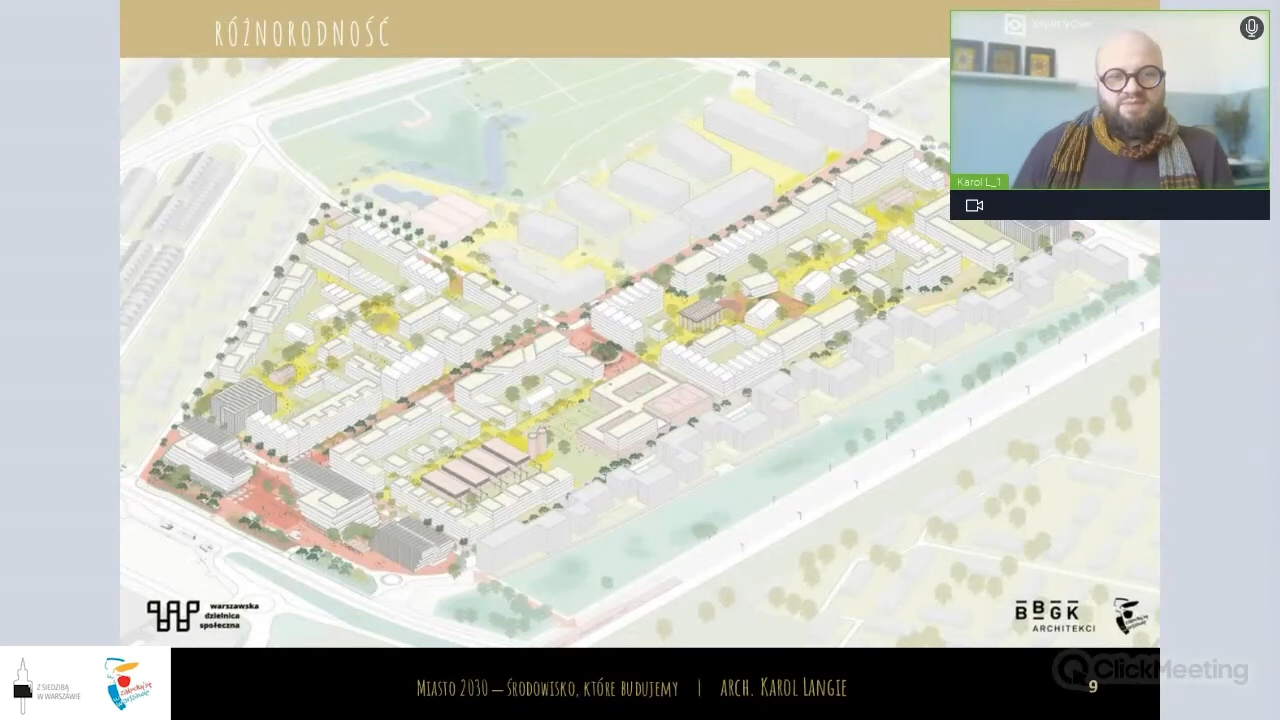 RÓŻNORODNOŚĆ
Karol L_1
warszawska
dzielnica
społeczna
BBGK
ARCHITEKCI
Z SIEDZIBĄ
W WARSZAWIE
MIASTO 2030 — ŚRODOWISKO, KTÓRE BUDUJEMY | ARCH. KAROL LANGIE
9
ClickMeeting